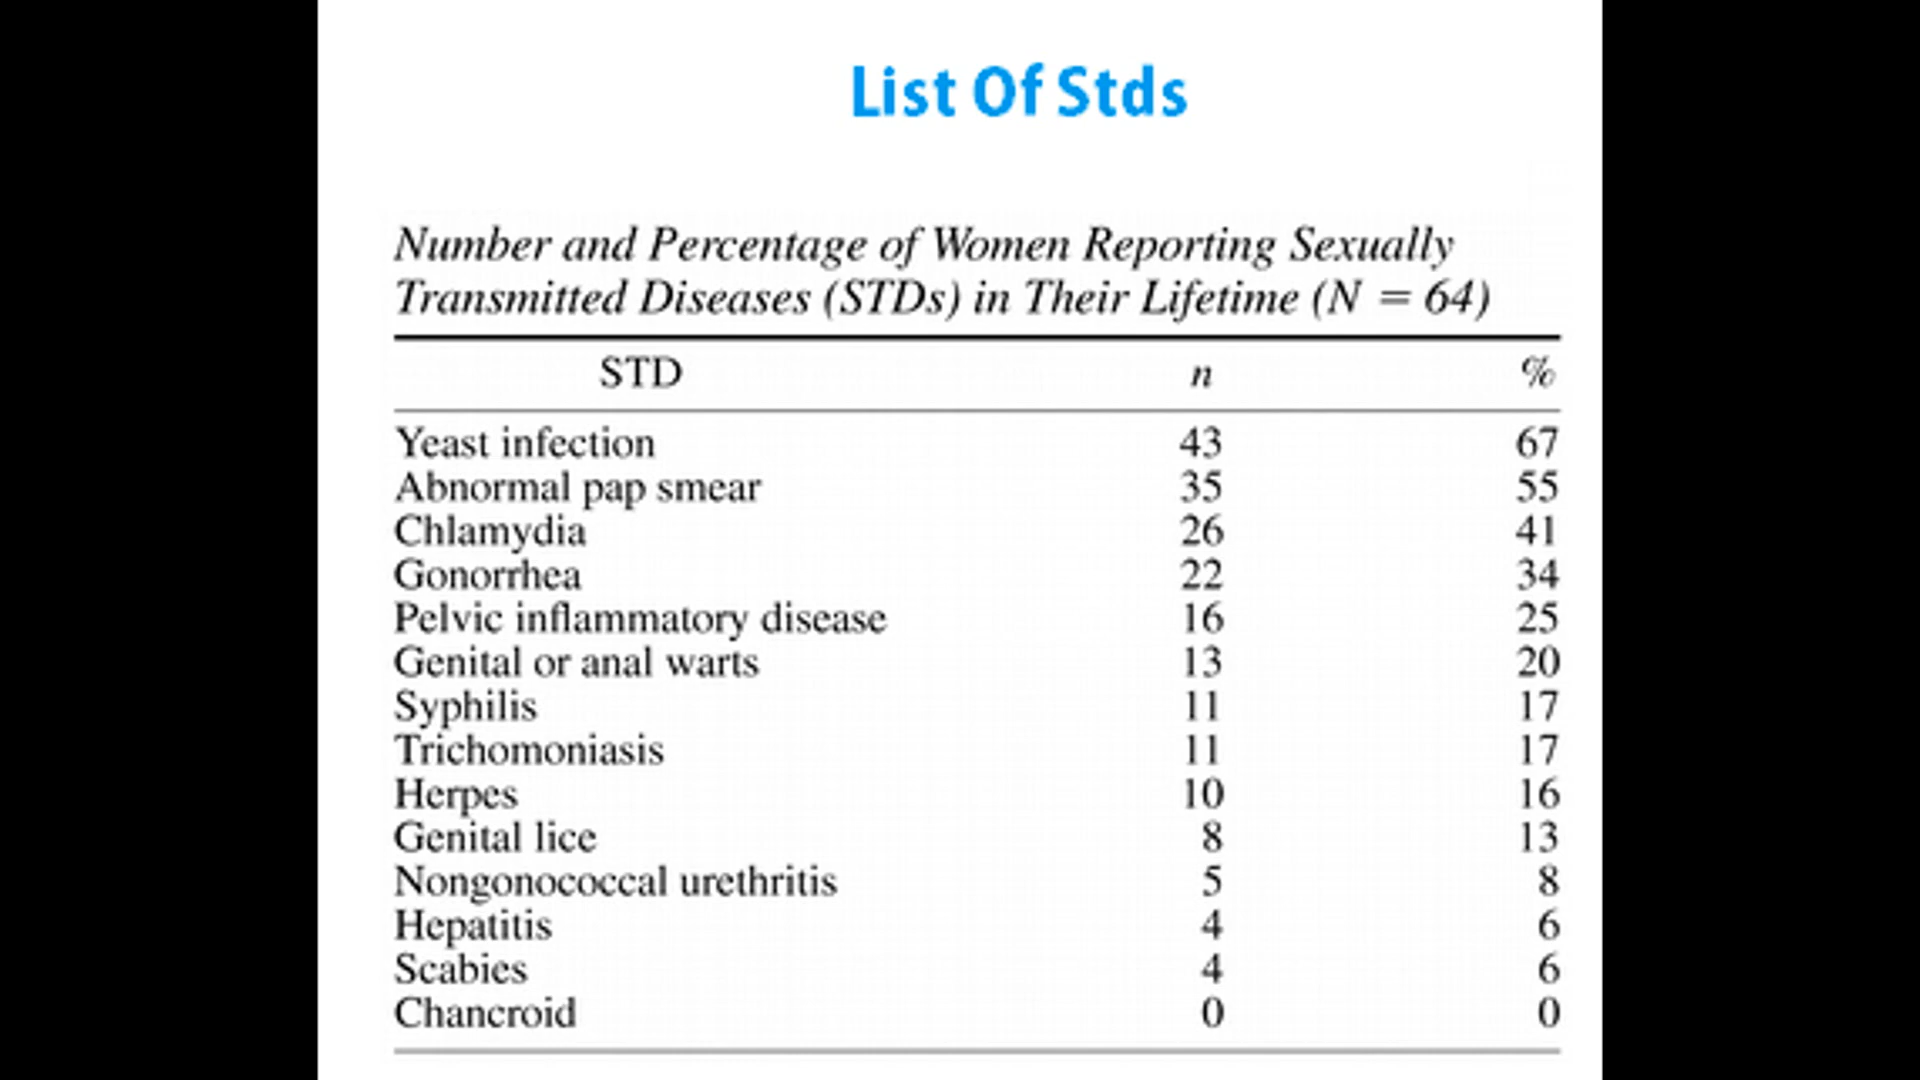 List Of Stds
Number and Percentage of Women Reporting Sexually
Transmitted Diseases (STDs) in Their Lifetime (N = 64)
STD n %
Yeast infection 43 67
Abnormal pap smear 35 55
Chlamydia 26 41
Gonorrhea 22 34
Pelvic inflammatory disease 16 25
Genital or anal warts 13 20
Syphilis 11 17
Trichomoniasis 11 17
Herpes 10 16
Genital lice 8 13
Nongonococcal urethritis 5 8
Hepatitis 4 6
Scabies 4 6
Chancroid 0 0